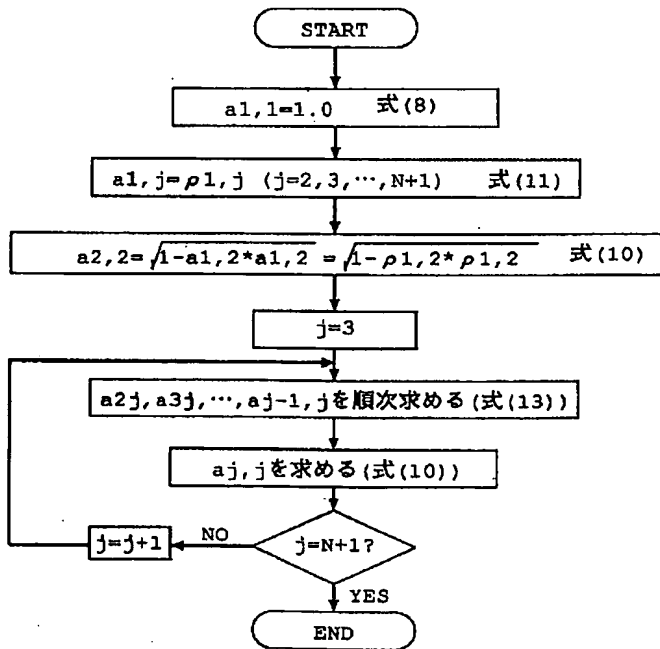 START
a1,1=1.0 式(8)
a1,j=ρ1,j (j=2,3,…,N+1) 式(11)
a2,2=√1-a1,2*a1,2 =√1-ρ1,2*ρ1,2 式(10)
j=3
a2j,a3j,…,aj-1,jを順次求める(式(13))
aj,jを求める(式(10))
j=j+1
NO
j=N+1?
YES
END